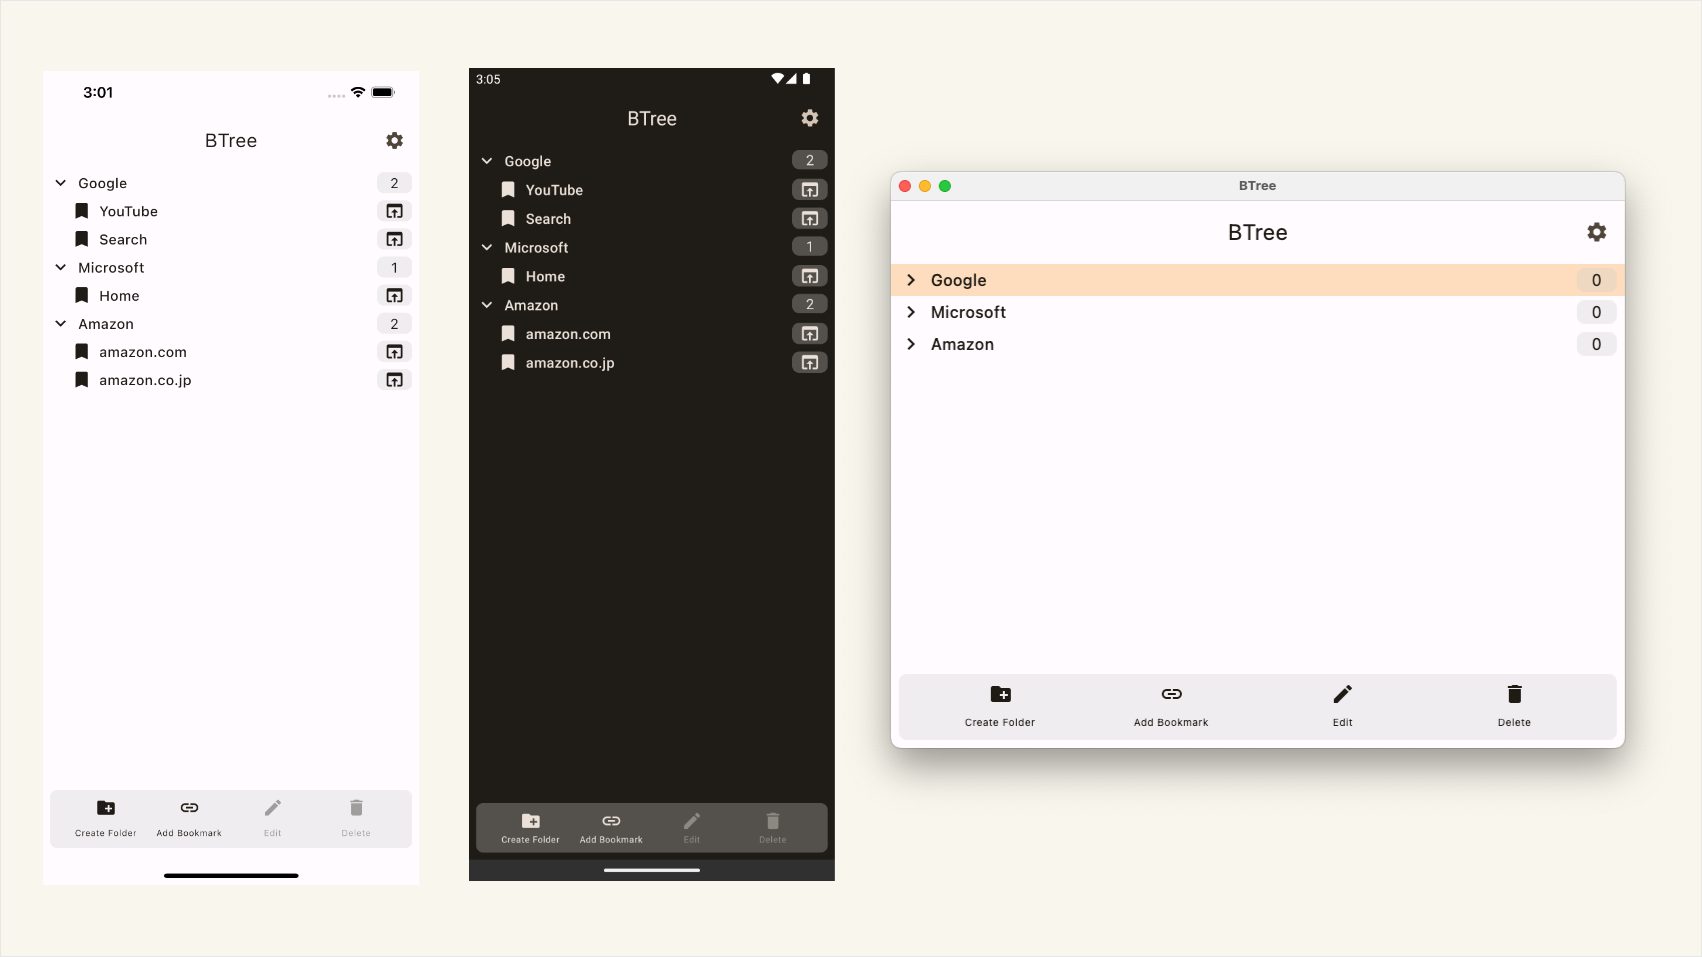 3:01
BTree
Google 2
YouTube
Search
Microsoft 1
Home
Amazon 2
amazon.com
amazon.co.jp
Create Folder Add Bookmark Edit Delete
3:05
BTree
Google 2
YouTube
Search
Microsoft 1
Home
Amazon 2
amazon.com
amazon.co.jp
Create Folder Add Bookmark Edit Delete
BTree
BTree
Google 0
Microsoft 0
Amazon 0
Create Folder Add Bookmark Edit Delete